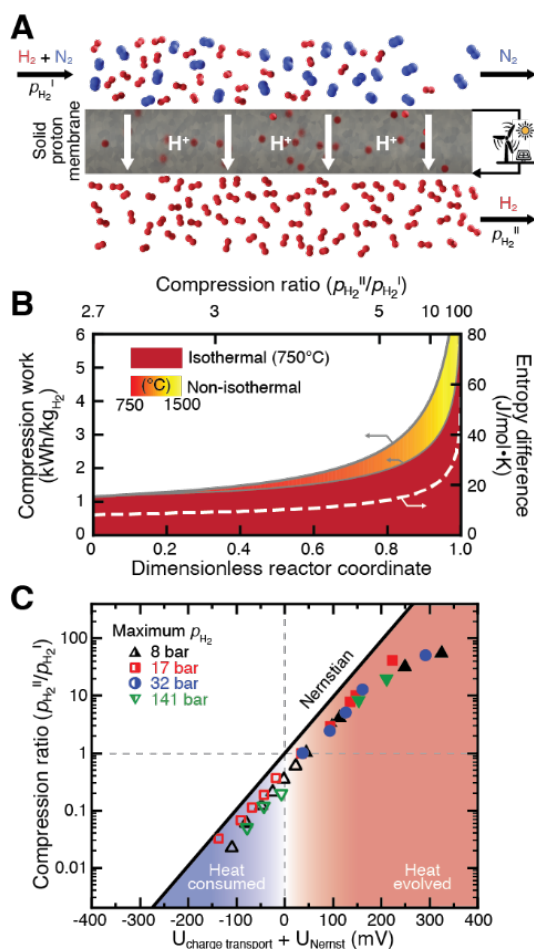 A
H₂ + N₂
p_H₂^I
N₂
Solid proton
membrane
H⁺ H⁺ H⁺
H₂
p_H₂^II
Compression ratio (p_H₂^II/p_H₂^I)
B
2.7 3 5 10 100
Compression work
(kWh/kg_H₂)
6
5
4
3
2
1
0
Isothermal (750°C)
(°C) Non-isothermal
750 1500
80
60
40
20
0
Entropy difference
(J/mol•K)
0 0.2 0.4 0.6 0.8 1.0
Dimensionless reactor coordinate
C
Compression ratio (p_H₂^II/p_H₂^I)
100
10
1
0.1
0.01
Maximum p_H₂
8 bar
17 bar
32 bar
141 bar
Nernstian
Heat
consumed
Heat
evolved
-400 -300 -200 -100 0 100 200 300 400
U_charge transport + U_Nernst (mV)